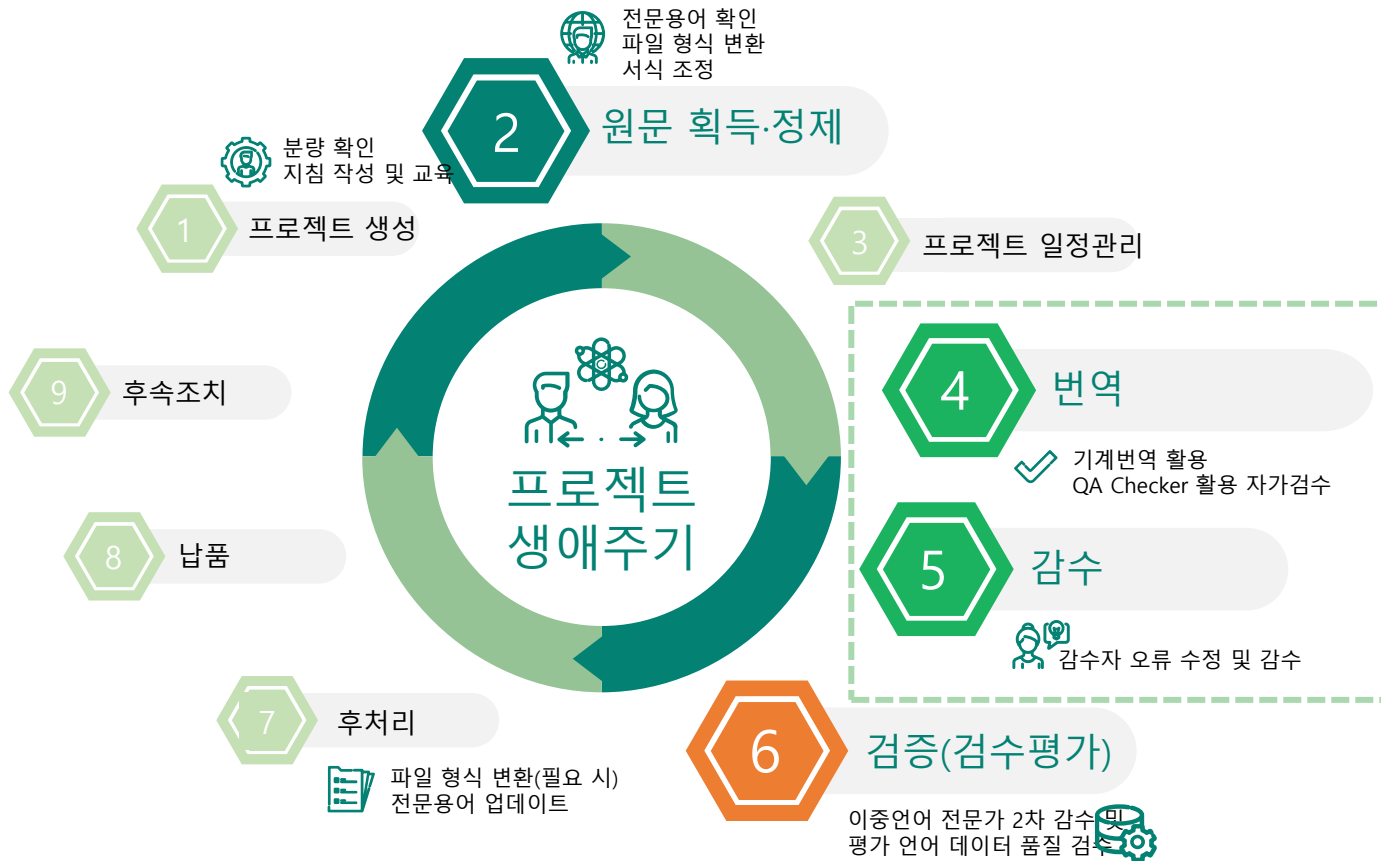 프로젝트
생애주기
분량 확인
지침 작성 및 교육
1
프로젝트 생성
전문용어 확인
파일 형식 변환
서식 조정
2
원문 획득·정제
3
프로젝트 일정관리
4
번역
기계번역 활용
QA Checker 활용 자가검수
5
감수
감수자 오류 수정 및 감수
6
검증(검수평가)
이중언어 전문가 2차 감수 및
평가 언어 데이터 품질 검수
7
후처리
파일 형식 변환(필요 시)
전문용어 업데이트
8
납품
9
후속조치